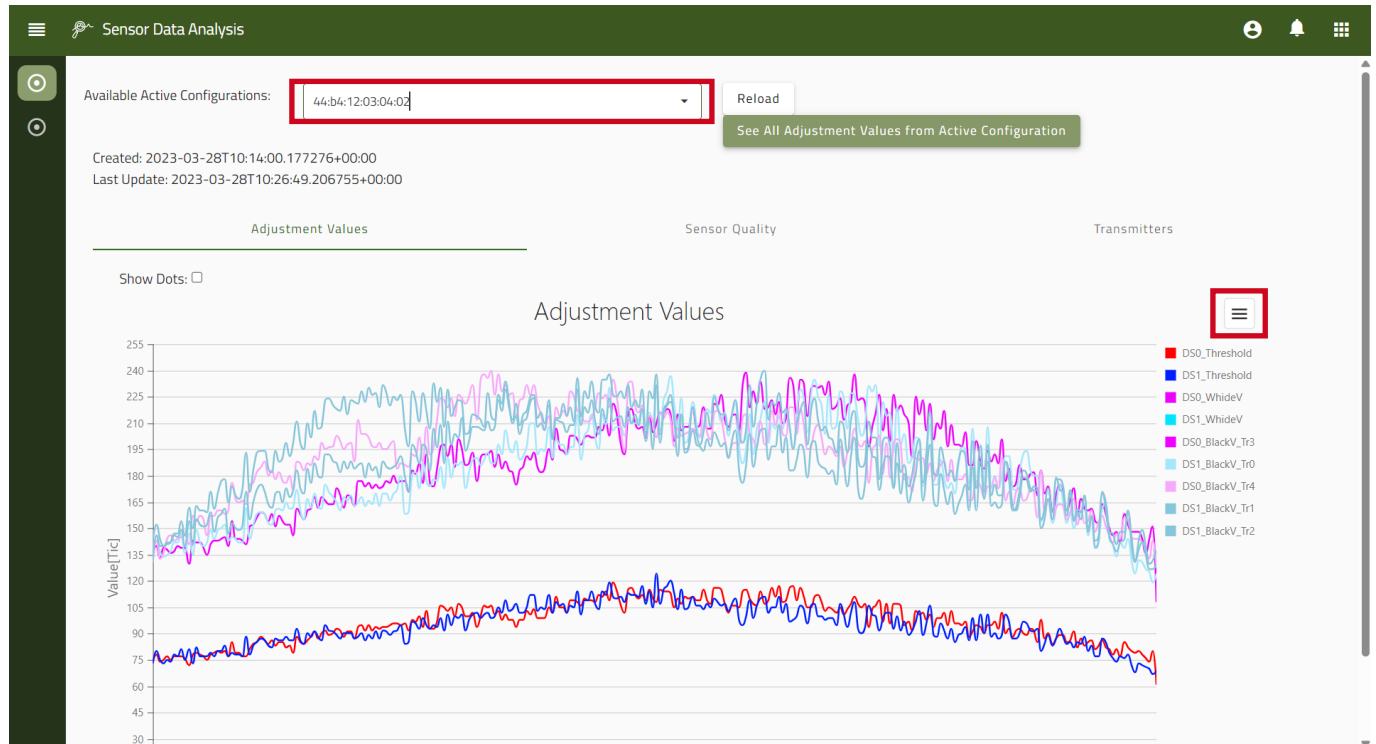 Sensor Data Analysis
Available Active Configurations:
44:b4:12:03:04:02
Reload
See All Adjustment Values from Active Configuration
Created: 2023-03-28T10:14:00.177276+00:00
Last Update: 2023-03-28T10:26:49.206755+00:00
Adjustment Values
Sensor Quality
Transmitters
Show Dots:
Adjustment Values
255
240
225
210
195
180
165
150
135
120
105
90
75
60
45
30
Value[Tic]
DS0_Threshold
DS1_Threshold
DS0_WhideV
DS1_WhideV
DS0_BlackV_Tr3
DS1_BlackV_Tr0
DS0_BlackV_Tr4
DS1_BlackV_Tr1
DS1_BlackV_Tr2